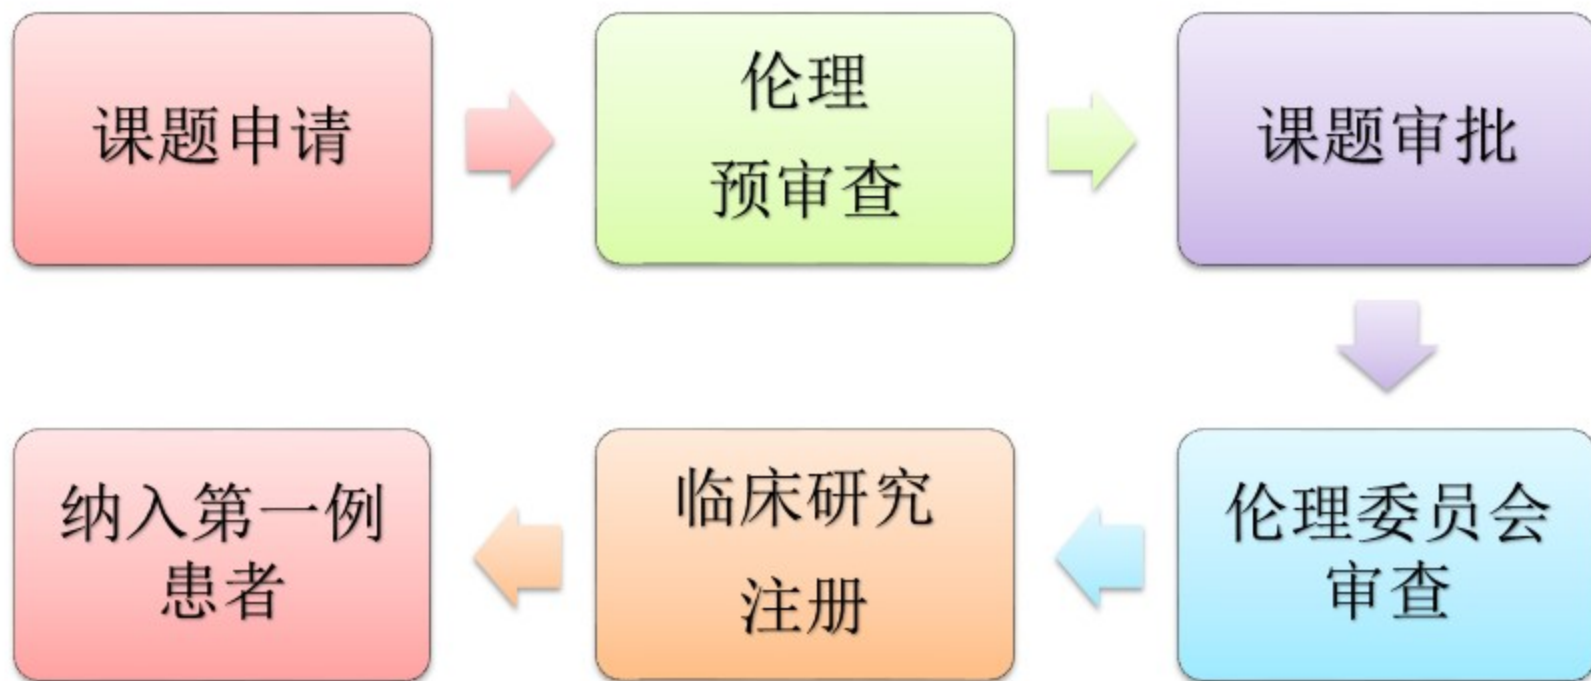 课题申请
伦理
预审查
课题审批
伦理委员会
审查
临床研究
注册
纳入第一例
患者